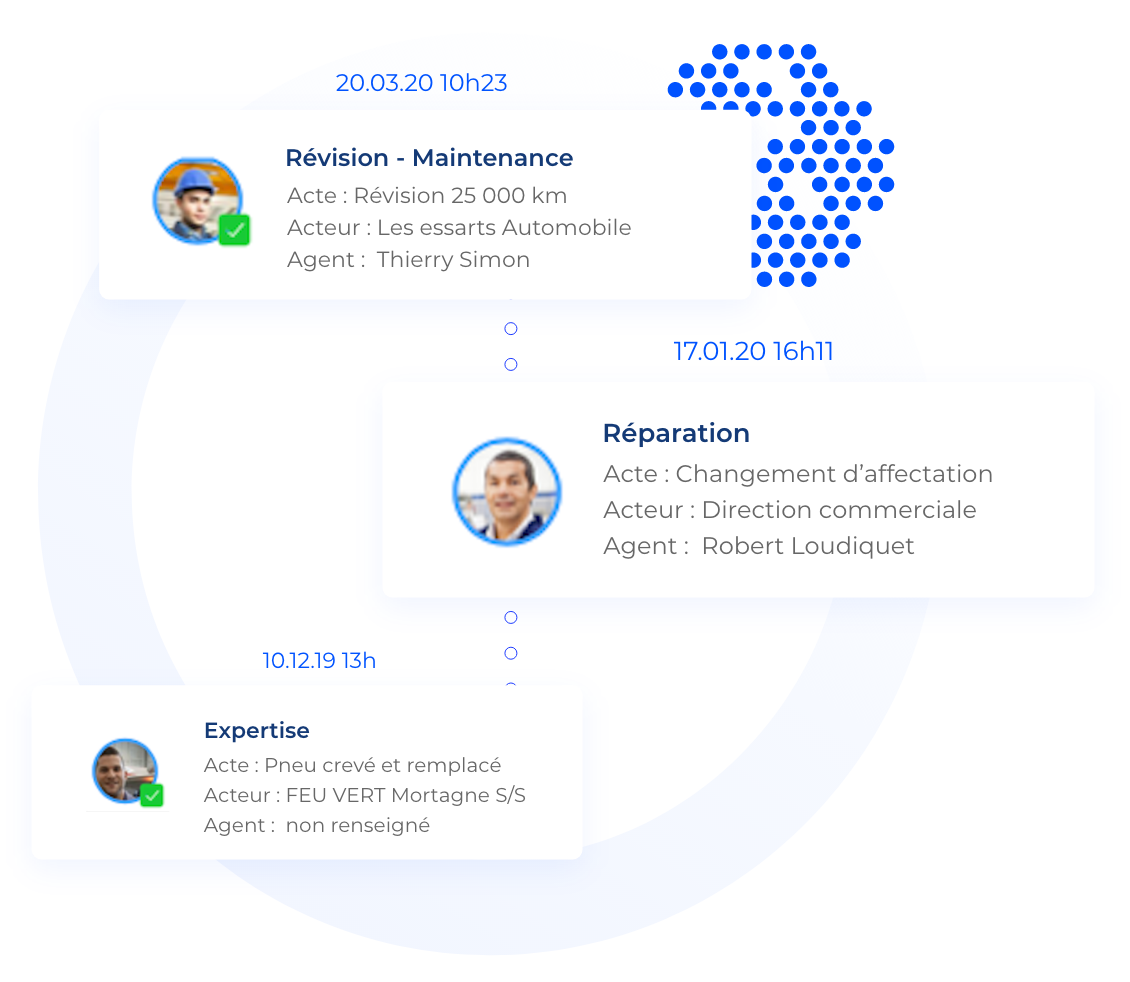 20.03.20 10h23
Révision - Maintenance
Acte : Révision 25 000 km
Acteur : Les essarts Automobile
Agent :  Thierry Simon
17.01.20 16h11
Réparation
Acte : Changement d’affectation
Acteur : Direction commerciale
Agent :  Robert Loudiquet
10.12.19 13h
Expertise
Acte : Pneu crevé et remplacé
Acteur : FEU VERT Mortagne S/S
Agent :  non renseigné